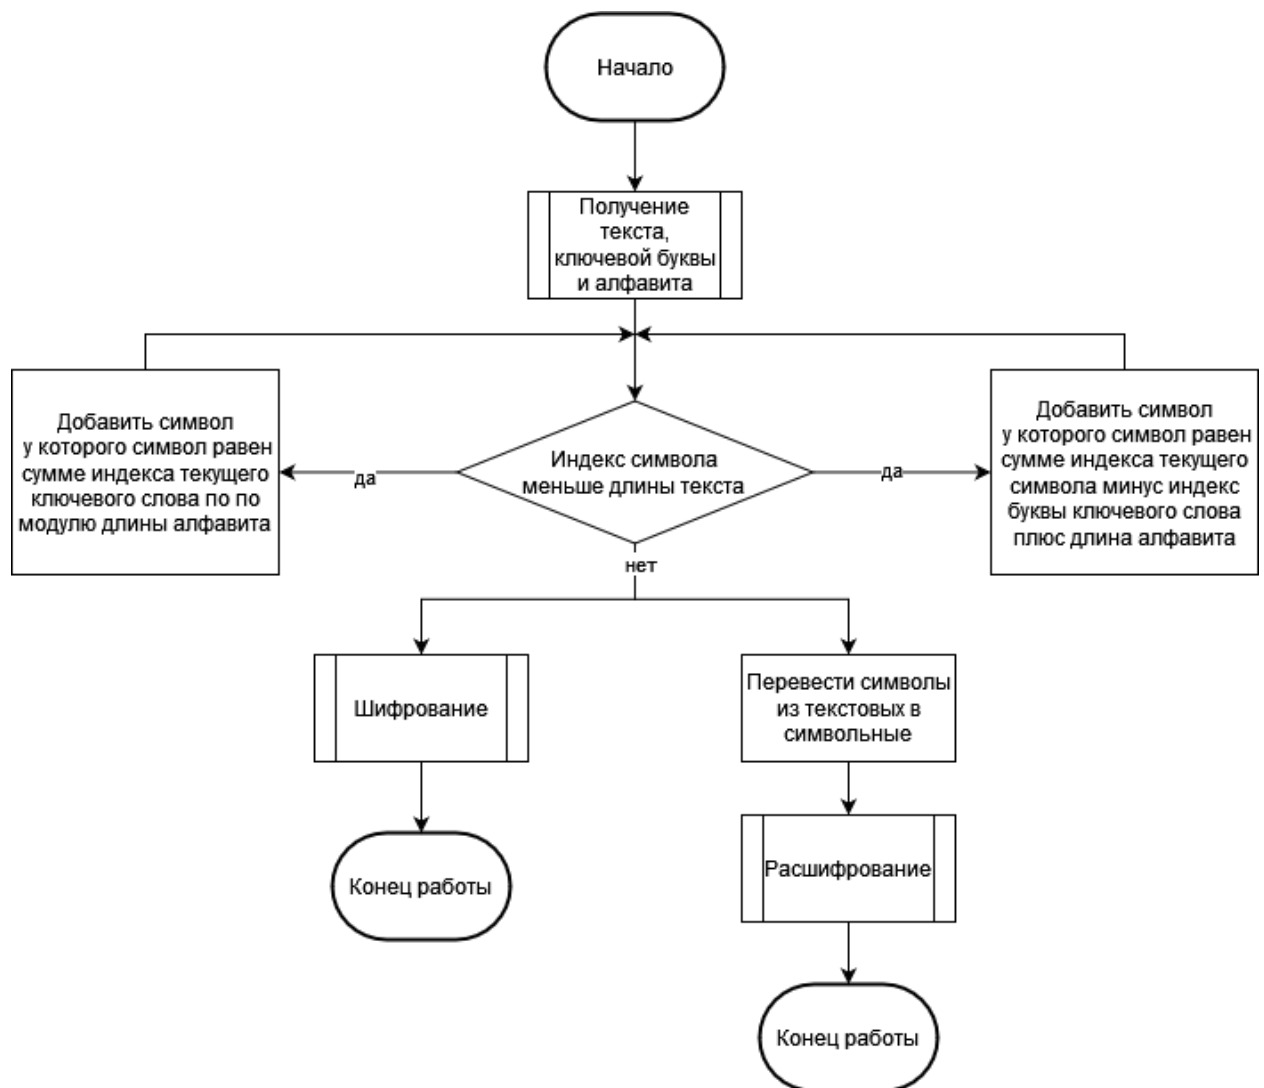 Начало
Получение
текста,
ключевой буквы
и алфавита
Добавить символ
у которого символ равен
сумме индекса текущего
ключевого слова по по
модулю длины алфавита
да
Индекс символа
меньше длины текста
да
Добавить символ
у которого символ равен
сумме индекса текущего
символа минус индекс
буквы ключевого слова
плюс длина алфавита
нет
Шифрование
Перевести символы
из текстовых в
символьные
Конец работы
Расшифрование
Конец работы